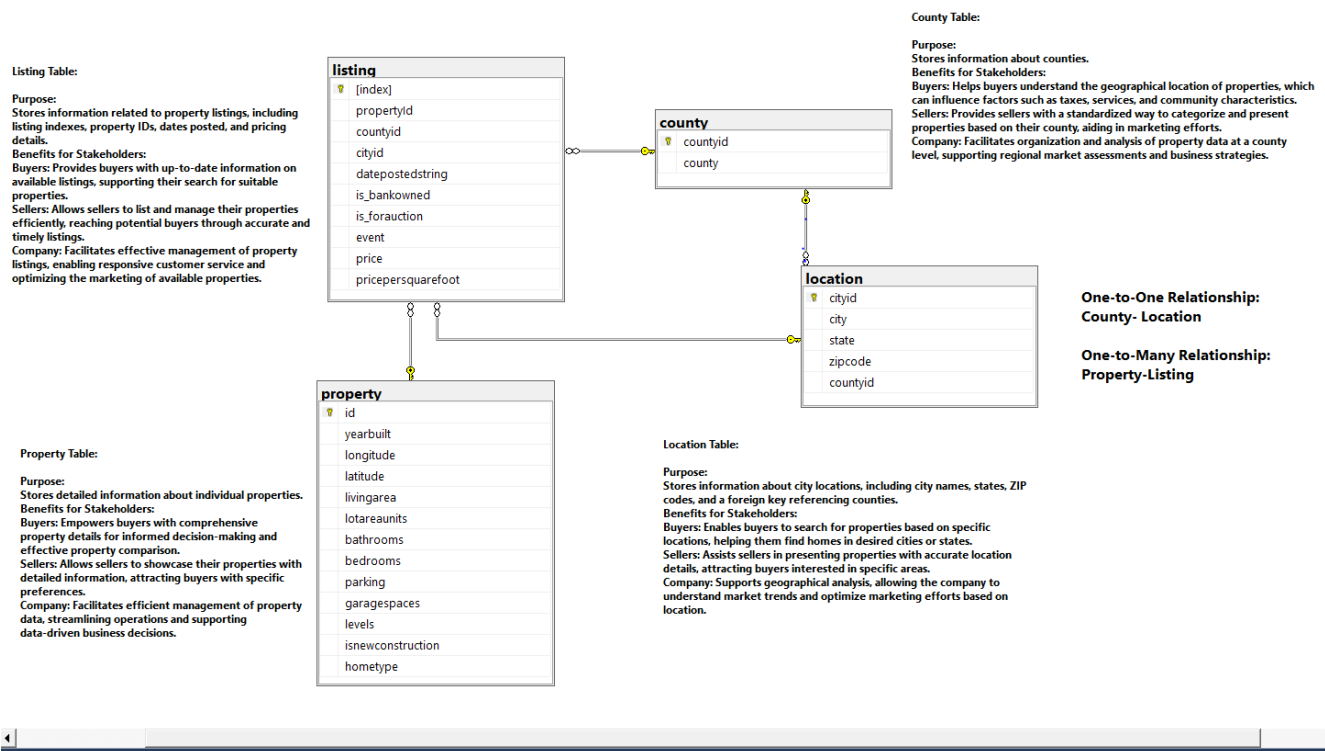 County Table:
Purpose:
Stores information about counties.
Benefits for Stakeholders:
Buyers: Helps buyers understand the geographical location of properties, which
can influence factors such as taxes, services, and community characteristics.
Sellers: Provides sellers with a standardized way to categorize and present
properties based on their county, aiding in marketing efforts.
Company: Facilitates organization and analysis of property data at a county
level, supporting regional market assessments and business strategies.
Listing Table:
Purpose:
Stores information related to property listings, including
listing indexes, property IDs, dates posted, and pricing
details.
Benefits for Stakeholders:
Buyers: Provides buyers with up-to-date information on
available listings, supporting their search for suitable
properties.
Sellers: Allows sellers to list and manage their properties
efficiently, reaching potential buyers through accurate and
timely listings.
Company: Facilitates effective management of property
listings, enabling responsive customer service and
optimizing the marketing of available properties.
listing
[index]
propertyId
countyid
cityid
datepostedstring
is_bankowned
is_forauction
event
price
pricepersquarefoot
county
countyid
county
location
cityid
city
state
zipcode
countyid
One-to-One Relationship:
County- Location
One-to-Many Relationship:
Property-Listing
property
id
yearbuilt
longitude
latitude
livingarea
lotareaunits
bathrooms
bedrooms
parking
garagespaces
levels
isnewconstruction
hometype
Property Table:
Purpose:
Stores detailed information about individual properties.
Benefits for Stakeholders:
Buyers: Empowers buyers with comprehensive
property details for informed decision-making and
effective property comparison.
Sellers: Allows sellers to showcase their properties with
detailed information, attracting buyers with specific
preferences.
Company: Facilitates efficient management of property
data, streamlining operations and supporting
data-driven business decisions.
Location Table:
Purpose:
Stores information about city locations, including city names, states, ZIP
codes, and a foreign key referencing counties.
Benefits for Stakeholders:
Buyers: Enables buyers to search for properties based on specific
locations, helping them find homes in desired cities or states.
Sellers: Assists sellers in presenting properties with accurate location
details, attracting buyers interested in specific areas.
Company: Supports geographical analysis, allowing the company to
understand market trends and optimize marketing efforts based on
location.